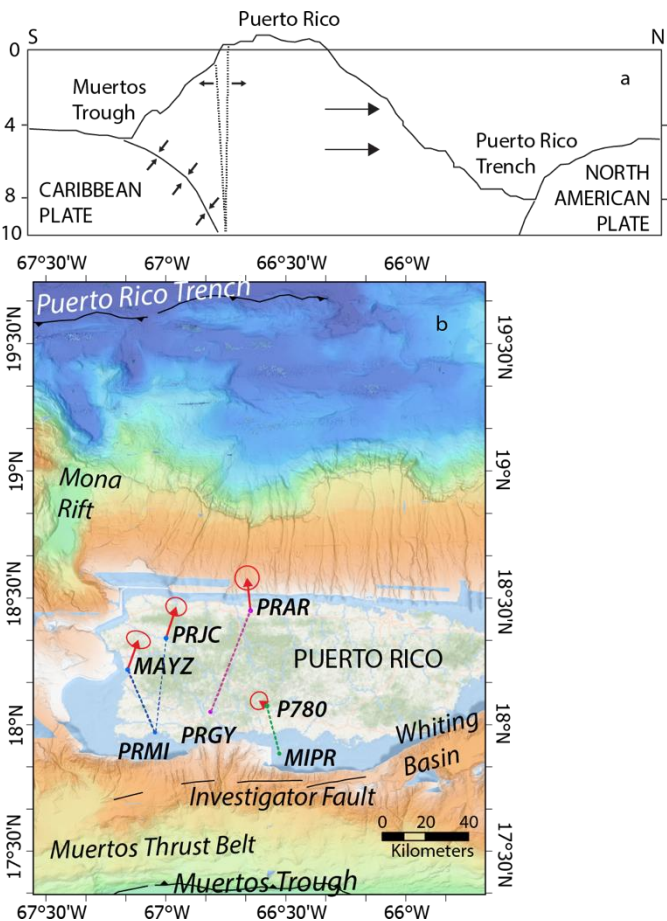 Puerto Rico
S
N
0
Muertos
Trough
a
4
Puerto Rico
Trench
NORTH
AMERICAN
PLATE
CARIBBEAN
PLATE
8
10
67°30'W
67°W
66°30'W
66°W
Puerto Rico Trench
b
19°30'N
19°30'N
19°N
19°N
Mona
Rift
18°30'N
18°30'N
PRAR
PRJC
PUERTO RICO
MAYZ
P780
18°N
18°N
PRGY
PRMI
Whiting
Basin
MIPR
Investigator Fault
0 20 40
Kilometers
17°30'N
17°30'N
Muertos Thrust Belt
Muertos Trough
67°30'W
67°W
66°30'W
66°W